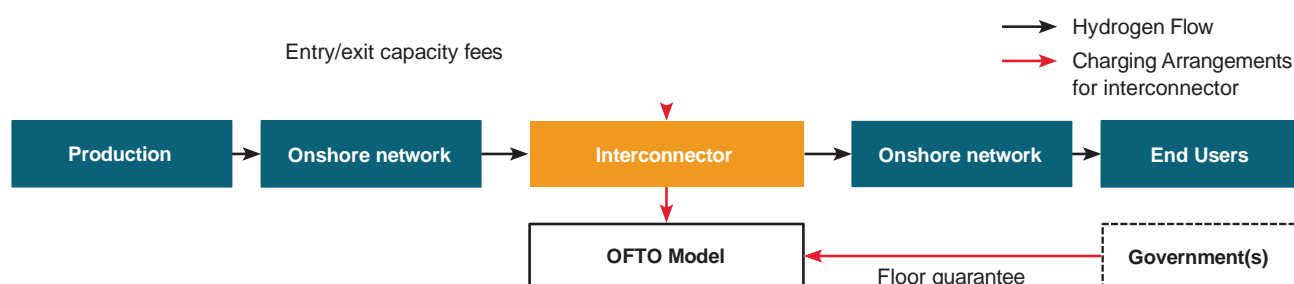 Hydrogen Flow
Entry/exit capacity fees
Charging Arrangements
for interconnector
Production
Onshore network
Interconnector
Onshore network
End Users
OFTO Model
Government(s)
Floor guarantee